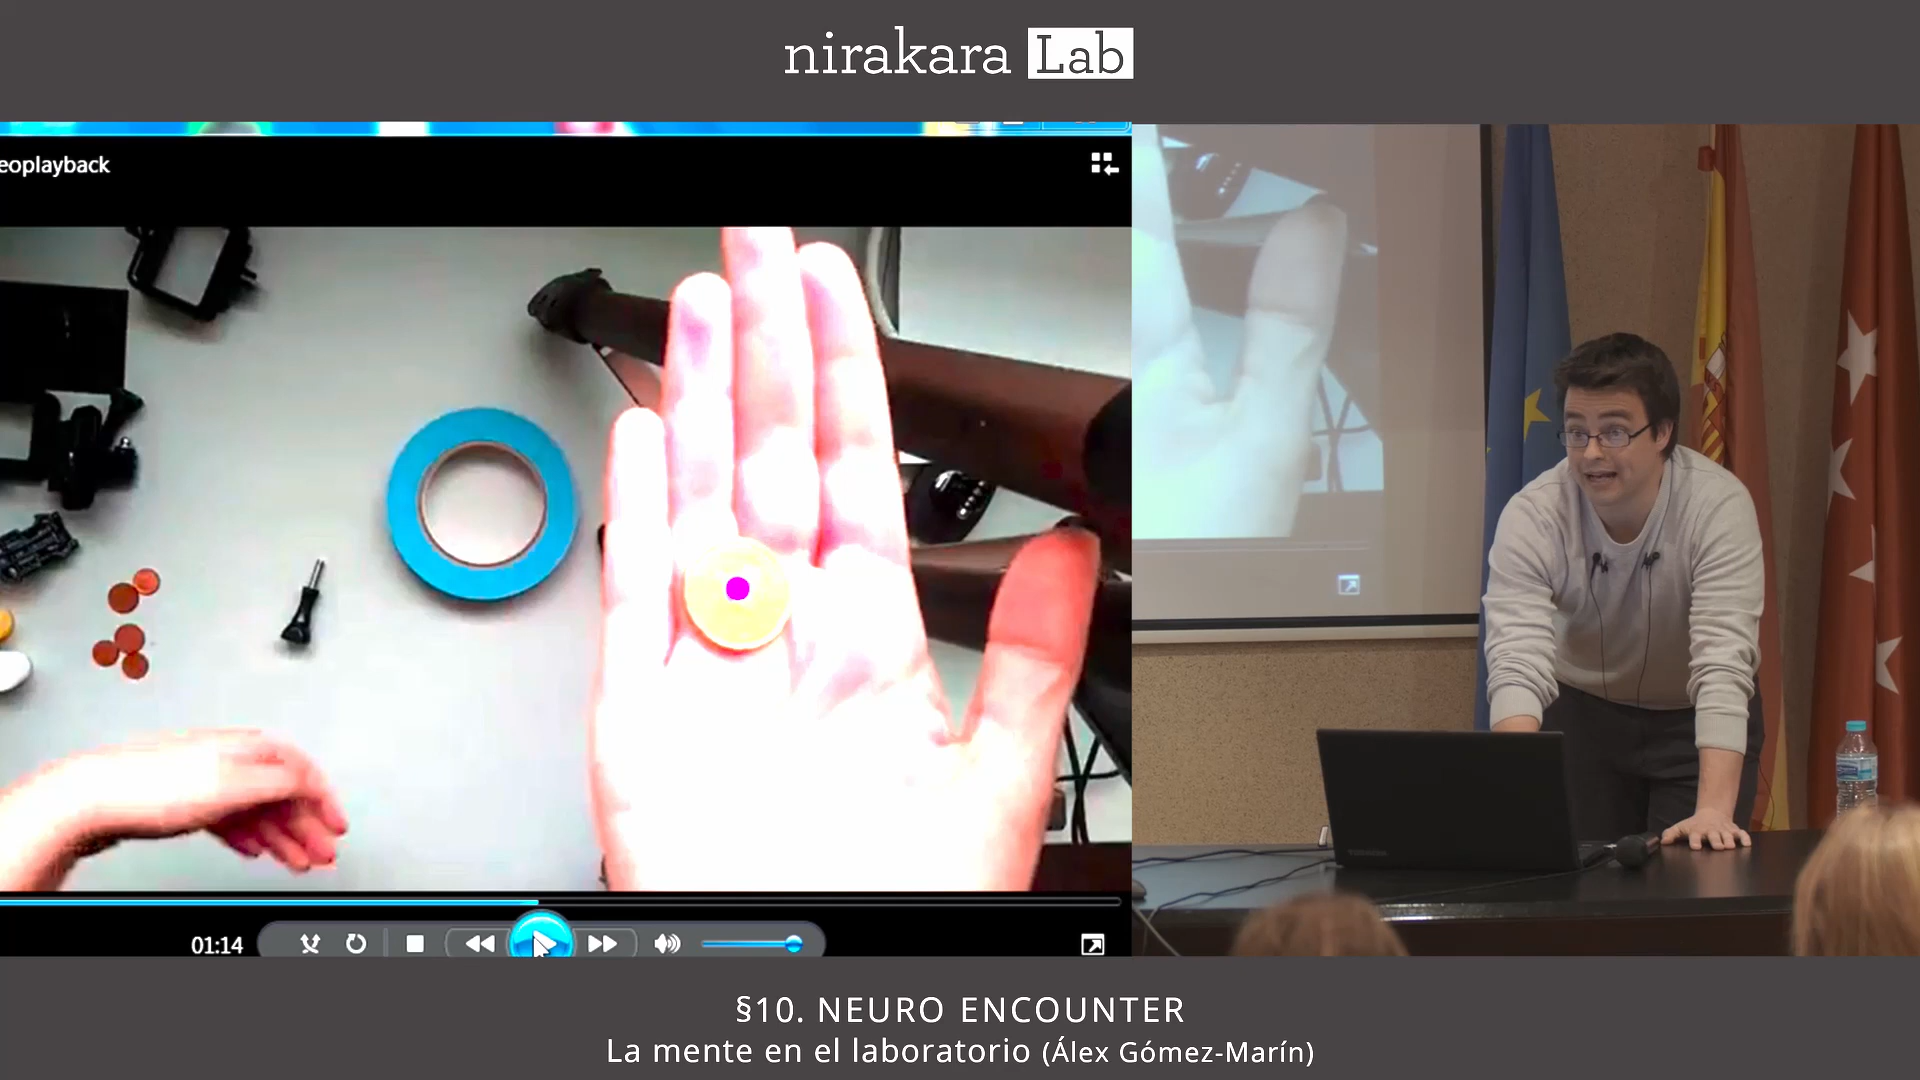 nirakara Lab
eoplayback
01:14
§10. NEURO ENCOUNTER
La mente en el laboratorio (Álex Gómez-Marín)